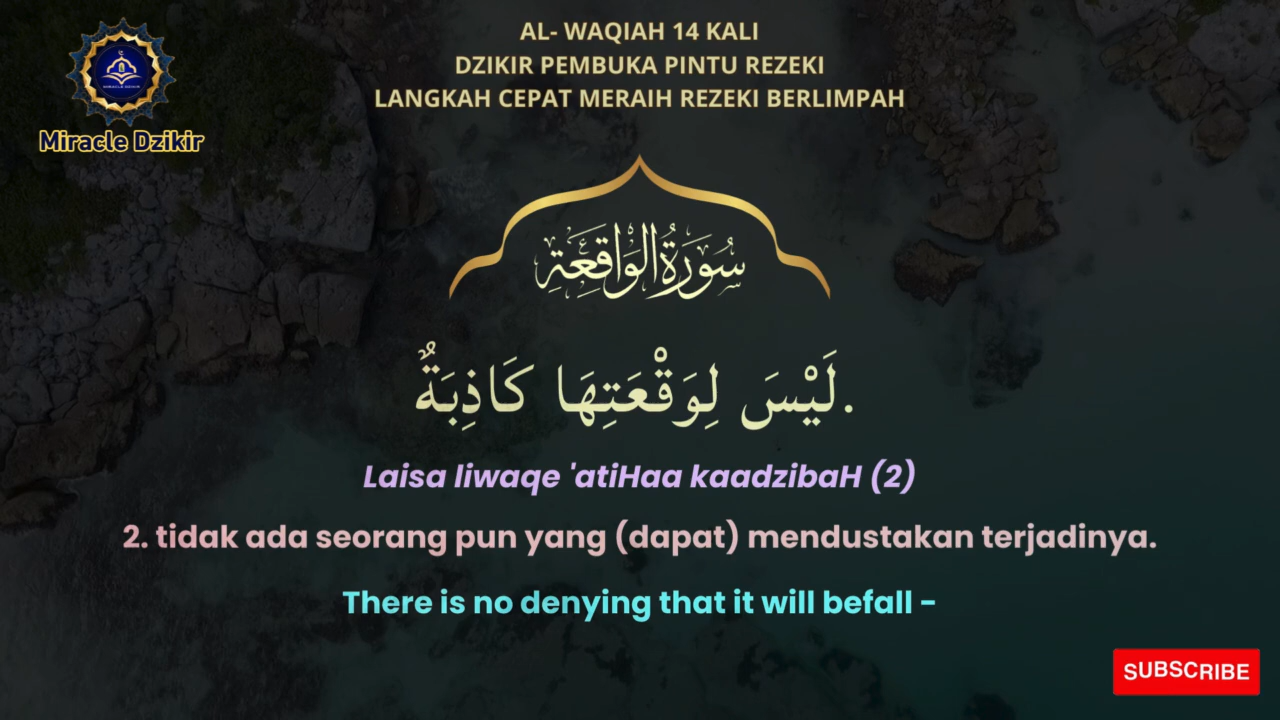 AL- WAQIAH 14 KALI
DZIKIR PEMBUKA PINTU REZEKI
LANGKAH CEPAT MERAIH REZEKI BERLIMPAH
Miracle Dzikir
سُورَةُ الْوَاقِعَةِ
لَيْسَ لِوَقْعَتِهَا كَاذِبَةٌ.
Laisa liwaqe 'atiHaa kaadzibaH (2)
2. tidak ada seorang pun yang (dapat) mendustakan terjadinya.
There is no denying that it will befall -
SUBSCRIBE